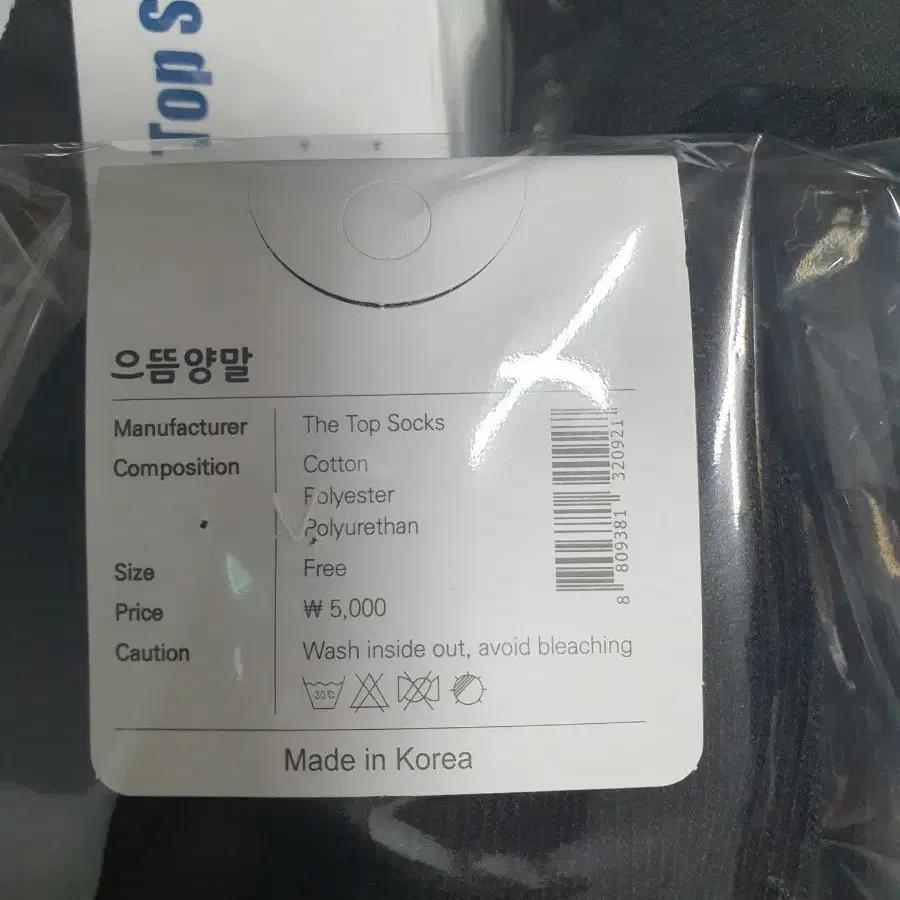 Top S
으뜸양말
Manufacturer The Top Socks
Composition Cotton
Polyester
Polyurethan
Size Free
Price ₩ 5,000
Caution Wash inside out, avoid bleaching
30℃
Made in Korea
8 809381 320921